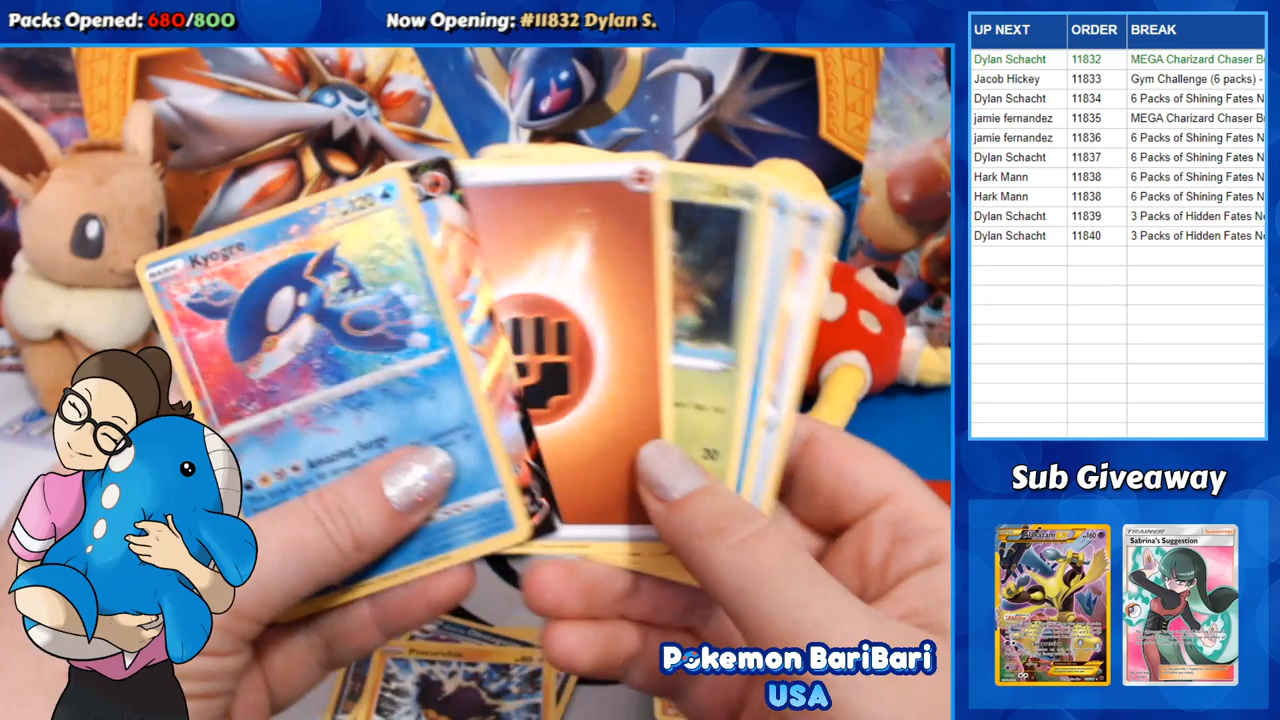 Packs Opened: 680/800
Now Opening: #11832 Dylan S.
UP NEXT ORDER BREAK
Dylan Schacht 11832 MEGA Charizard Chaser B
Jacob Hickey 11833 Gym Challenge (6 packs) -
Dylan Schacht 11834 6 Packs of Shining Fates N
jamie fernandez 11835 MEGA Charizard Chaser B
jamie fernandez 11836 6 Packs of Shining Fates N
Dylan Schacht 11837 6 Packs of Shining Fates N
Hark Mann 11838 6 Packs of Shining Fates N
Hark Mann 11838 6 Packs of Shining Fates N
Dylan Schacht 11839 3 Packs of Hidden Fates N
Dylan Schacht 11840 3 Packs of Hidden Fates N
BASIC Kyogre 120
Amazing Surge
30
Sub Giveaway
160
TRAINER
Sabrina's Suggestion
Pokemon BariBari
USA